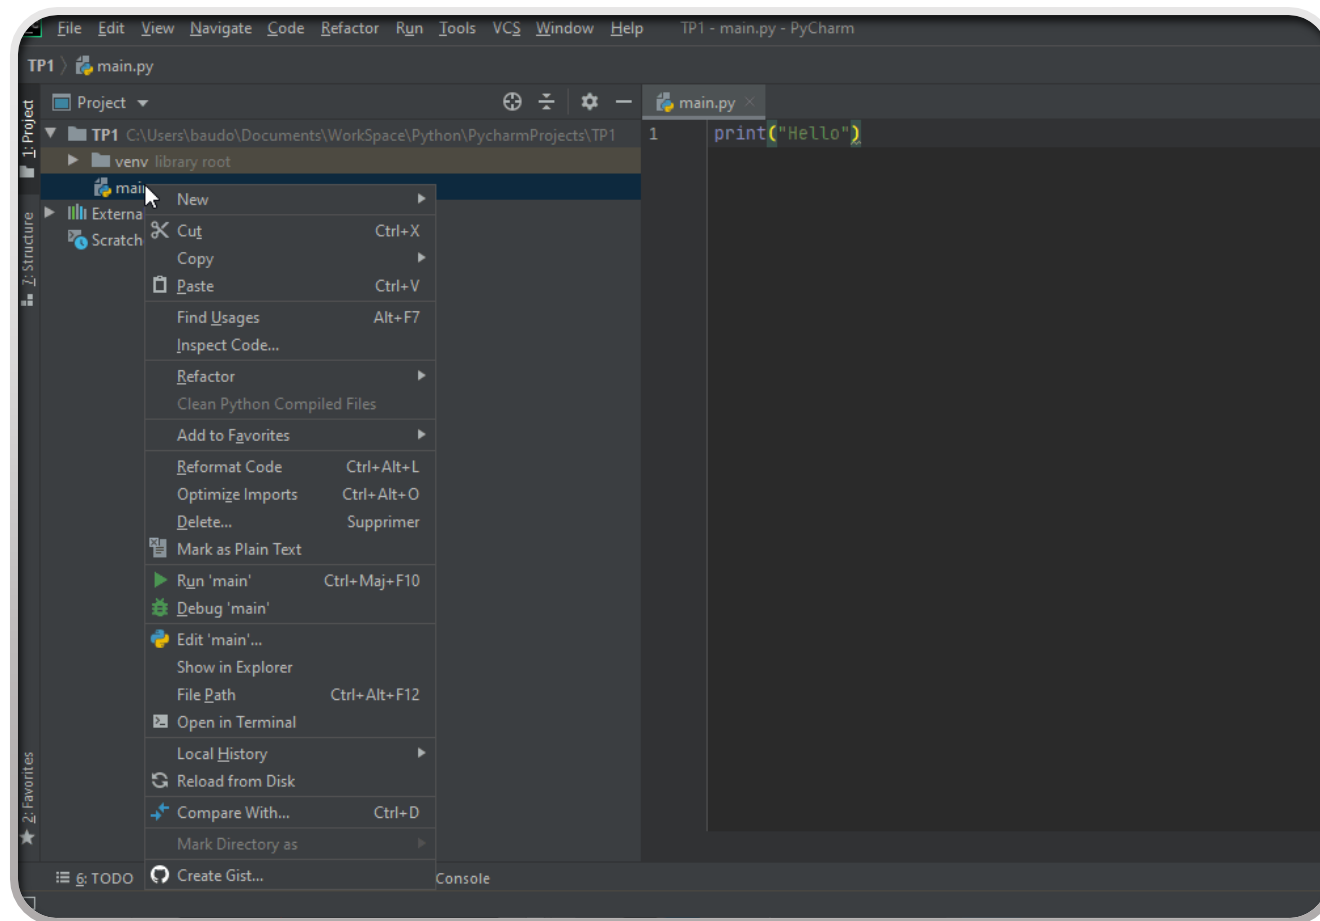 File Edit View Navigate Code Refactor Run Tools VCS Window Help TP1 - main.py - PyCharm
TP1 main.py
1: Project
Project
main.py
TP1 C:\Users\baudo\Documents\WorkSpace\Python\PycharmProjects\TP1
1 print("Hello")
venv library root
main
Externa
Scratch
7: Structure
2: Favorites
New
Cut Ctrl+X
Copy
Paste Ctrl+V
Find Usages Alt+F7
Inspect Code...
Refactor
Clean Python Compiled Files
Add to Favorites
Reformat Code Ctrl+Alt+L
Optimize Imports Ctrl+Alt+O
Delete... Supprimer
Mark as Plain Text
Run 'main' Ctrl+Maj+F10
Debug 'main'
Edit 'main'...
Show in Explorer
File Path Ctrl+Alt+F12
Open in Terminal
Local History
Reload from Disk
Compare With... Ctrl+D
Mark Directory as
Create Gist...
6: TODO
Console